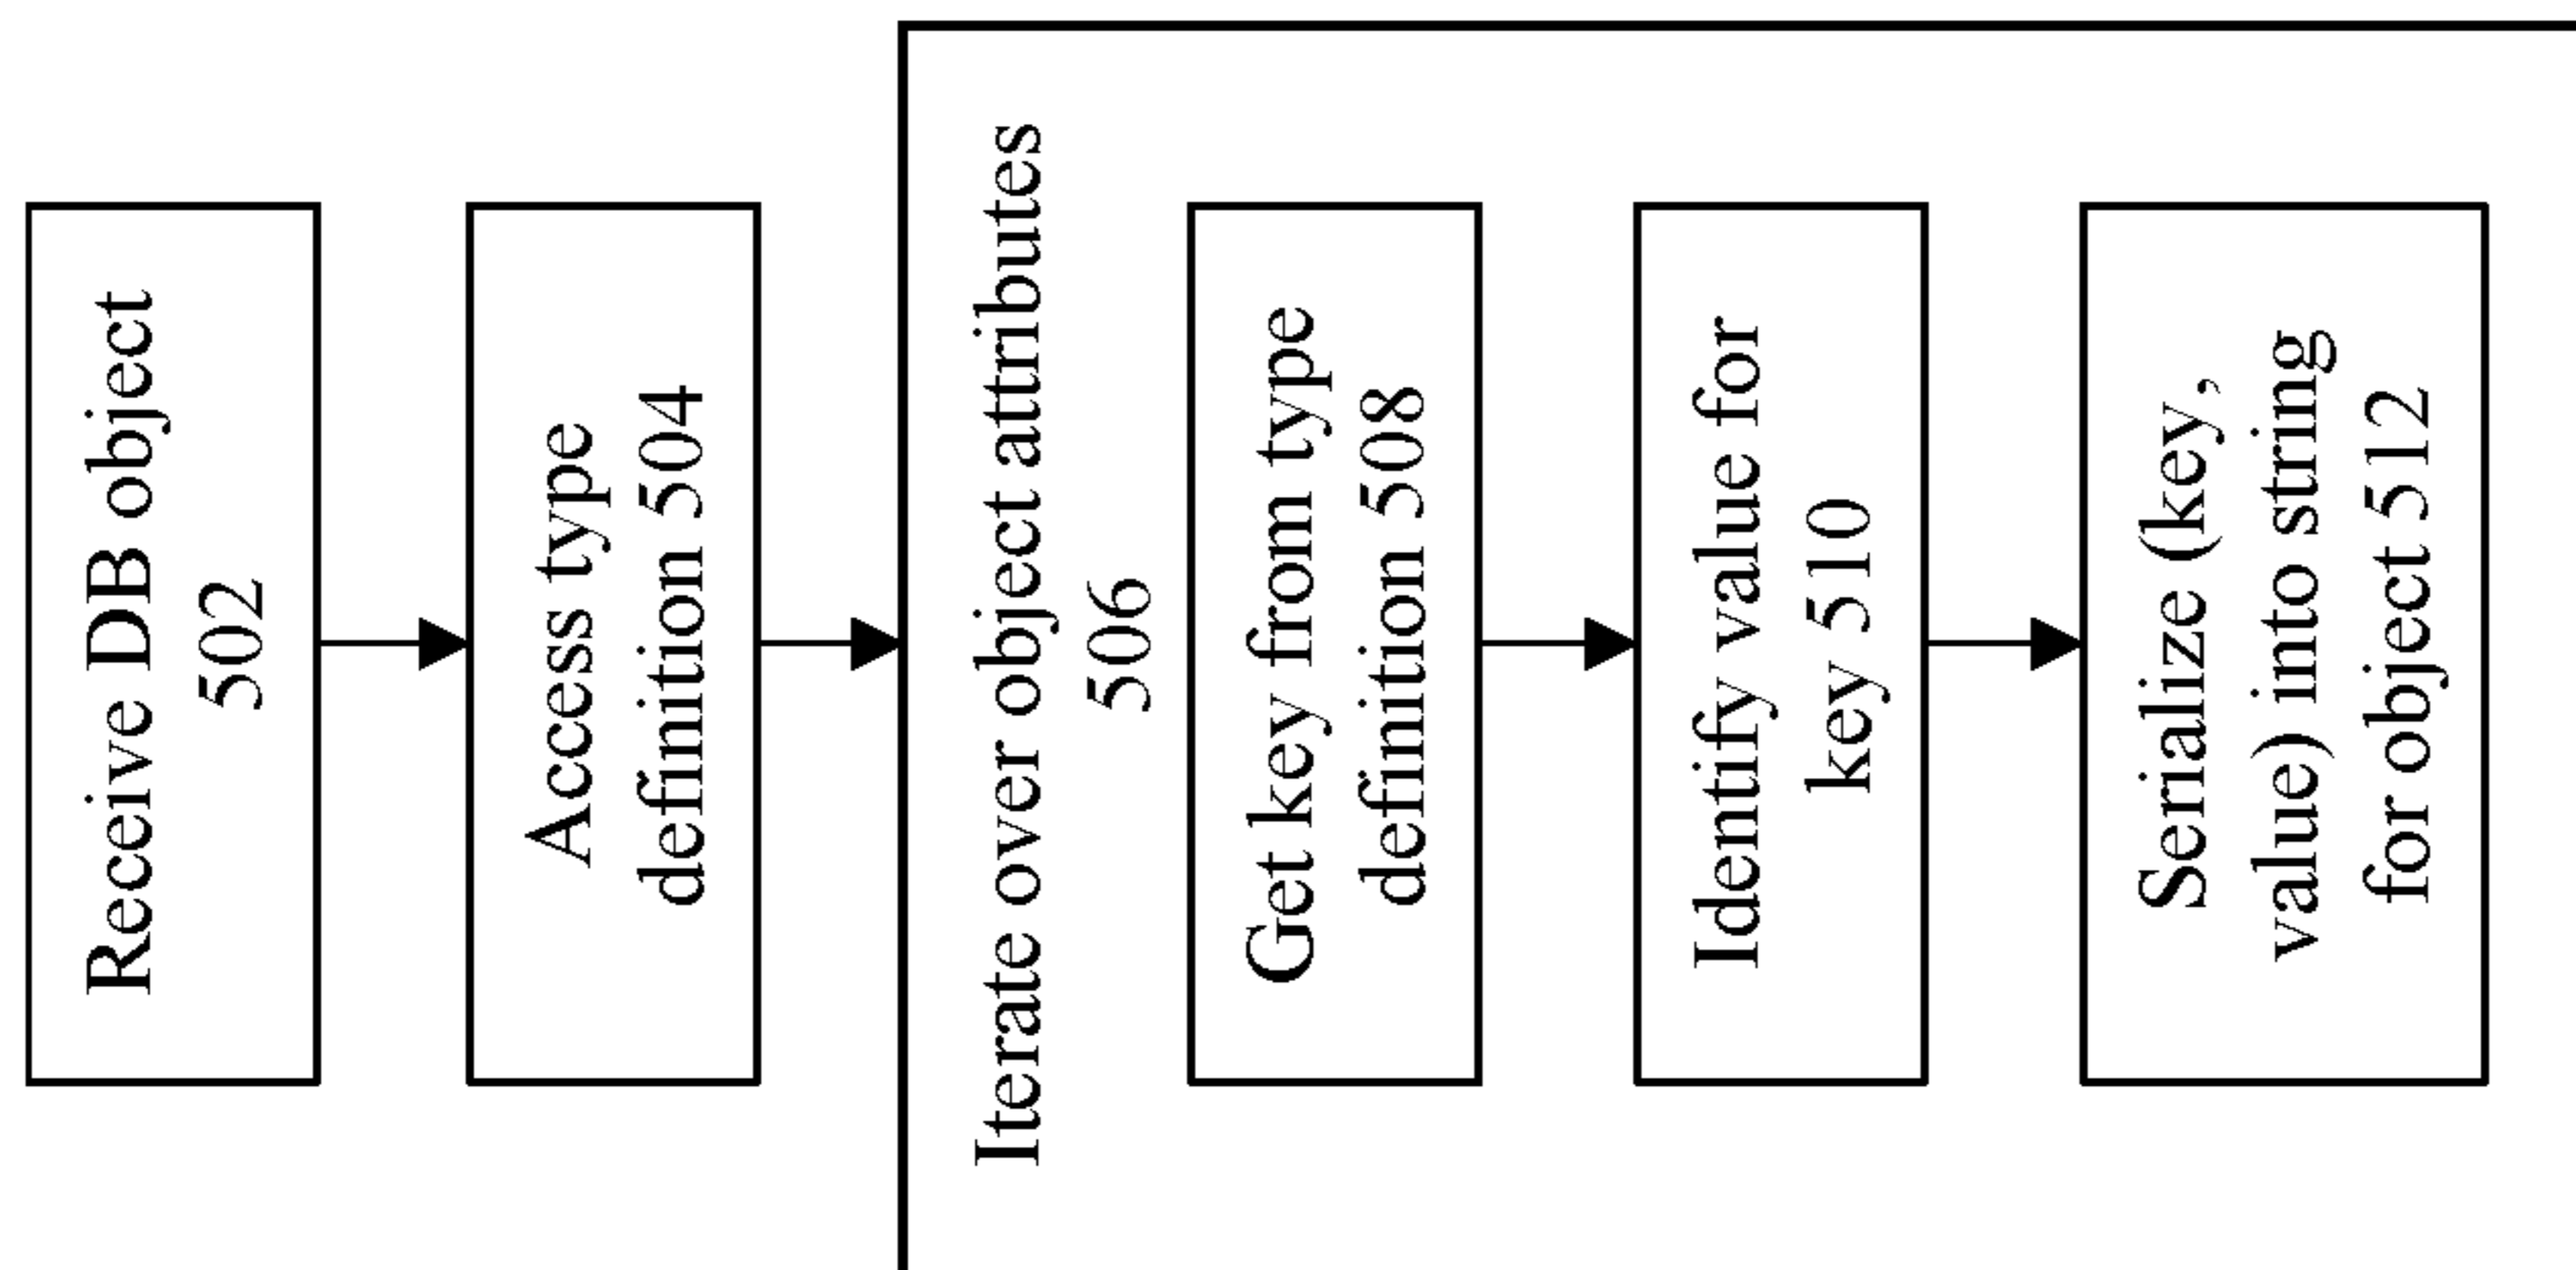 Receive DB object
502
Access type
definition 504
Iterate over object attributes
506
Get key from type
definition 508
Identify value for
key 510
Serialize (key,
value) into string
for object 512